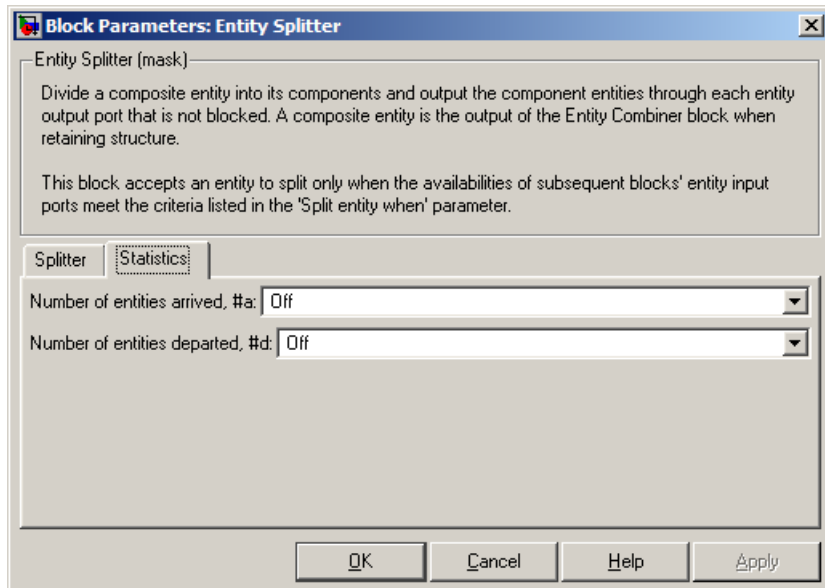 Block Parameters: Entity Splitter
Entity Splitter (mask)
Divide a composite entity into its components and output the component entities through each entity
output port that is not blocked. A composite entity is the output of the Entity Combiner block when
retaining structure.
This block accepts an entity to split only when the availabilities of subsequent blocks' entity input
ports meet the criteria listed in the 'Split entity when' parameter.
Splitter Statistics
Number of entities arrived, #a: Off
Number of entities departed, #d: Off
OK Cancel Help Apply